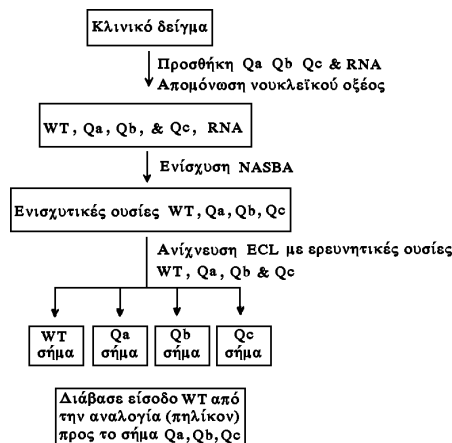 Κλινικό δείγμα
Προσθήκη Qa Qb Qc & RNA
Απομόνωση νουκλεϊκού οξέος
WT, Qa, Qb, & Qc, RNA
Ενίσχυση NASBA
Ενισχυτικές ουσίες WT, Qa, Qb, Qc
Ανίχνευση ECL με ερευνητικές ουσίες
WT, Qa, Qb & Qc
WT σήμα
Qa σήμα
Qb σήμα
Qc σήμα
Διάβασε είσοδο WT από
την αναλογία (πηλίκον)
προς το σήμα Qa, Qb, Qc